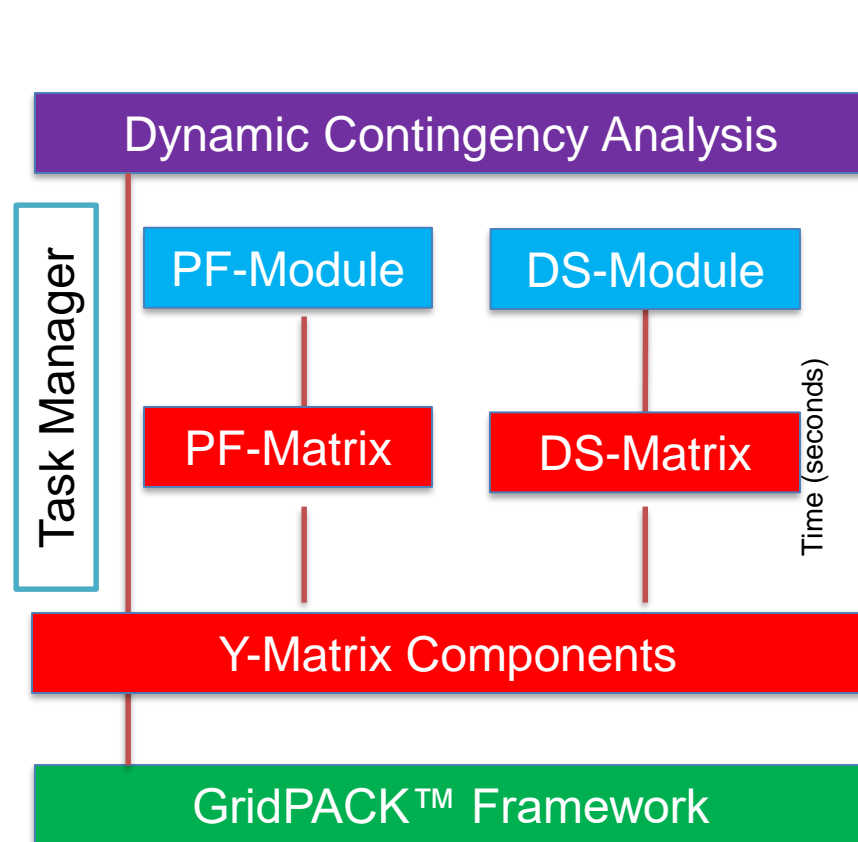 Dynamic Contingency Analysis
Task Manager
PF-Module
DS-Module
PF-Matrix
DS-Matrix
Time (seconds)
Y-Matrix Components
GridPACK™ Framework